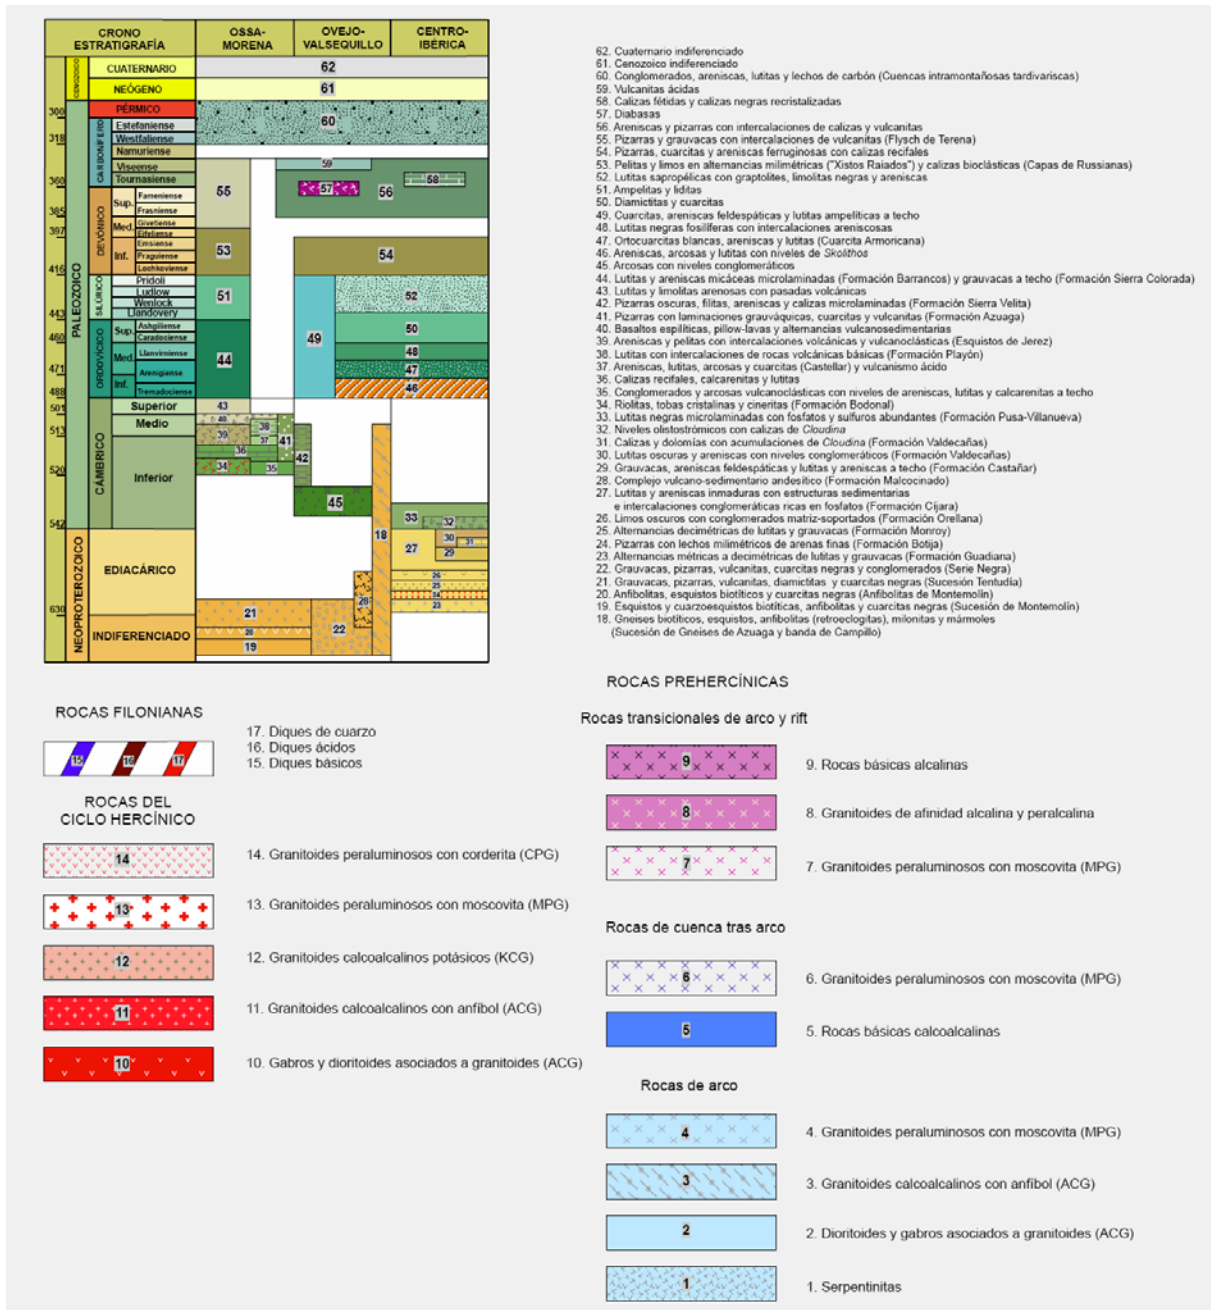 CRONO
ESTRATIGRAFÍA
OSSA-
MORENA
OVEJO-
VALSEQUILLO
CENTRO-
IBÉRICA
CENOZOICO
CUATERNARIO
62
NEÓGENO
61
PALEOZOICO
300
PÉRMICO
60
CARBONÍFERO
Estefaniense
318
Westfaliense
Namuriense
Viseense
59
360
Tournasiense
55
57
56
58
DEVÓNICO
Sup.
Fameniense
385
Frasniense
397
Med.
Givetiense
Eifeliense
Inf.
Emsiense
53
54
Praguiense
416
Lochkoviense
SILÚRICO
Pridoli
Ludlow
51
52
Wenlock
443
Llandovery
ORDOVÍCICO
Sup.
Ashgiliense
50
460
Caradociense
49
Med.
Llanvirniense
44
48
471
Arenigiense
47
Inf.
488
Tremadociense
46
CÁMBRICO
501
Superior
43
Medio
40
38
513
39
37
41
36
42
520
34
35
Inferior
45
33
32
542
18
NEOPROTEROZOICO
EDIACÁRICO
27
30
31
29
26
25
24
28
23
630
21
22
INDIFERENCIADO
20
19
62. Cuaternario indiferenciado
61. Cenozoico indiferenciado
60. Conglomerados, areniscas, lutitas y lechos de carbón (Cuencas intramontañosas tardivariscas)
59. Vulcanitas ácidas
58. Calizas fétidas y calizas negras recristalizadas
57. Diabasas
56. Areniscas y pizarras con intercalaciones de calizas y vulcanitas
55. Pizarras y grauvacas con intercalaciones de vulcanitas (Flysch de Terena)
54. Pizarras, cuarcitas y areniscas ferruginosas con calizas recifales
53. Pelitas y limos en alternancias milimétricas ("Xistos Raiados") y calizas bioclásticas (Capas de Russianas)
52. Lutitas sapropélicas con graptolites, limolitas negras y areniscas
51. Ampelitas y liditas
50. Diamictitas y cuarcitas
49. Cuarcitas, areniscas feldespáticas y lutitas ampelíticas a techo
48. Lutitas negras fosilíferas con intercalaciones areniscosas
47. Ortocuarcitas blancas, areniscas y lutitas (Cuarcita Armoricana)
46. Areniscas, arcosas y lutitas con niveles de Skolithos
45. Arcosas con niveles conglomeráticos
44. Lutitas y areniscas micáceas microlaminadas (Formación Barrancos) y grauvacas a techo (Formación Sierra Colorada)
43. Lutitas y limolitas arenosas con pasadas volcánicas
42. Pizarras oscuras, filitas, areniscas y calizas microlaminadas (Formación Sierra Velita)
41. Pizarras con laminaciones grauváquicas, cuarcitas y vulcanitas (Formación Azuaga)
40. Basaltos espilíticos, pillow-lavas y alternancias vulcanosedimentarias
39. Areniscas y pelitas con intercalaciones volcánicas y vulcanoclásticas (Esquistos de Jerez)
38. Lutitas con intercalaciones de rocas volcánicas básicas (Formación Playón)
37. Areniscas, lutitas, arcosas y cuarcitas (Castellar) y vulcanismo ácido
36. Calizas recifales, calcarenitas y lutitas
35. Conglomerados y arcosas vulcanoclásticas con niveles de areniscas, lutitas y calcarenitas a techo
34. Riolitas, tobas cristalinas y cineritas (Formación Bodonal)
33. Lutitas negras microlaminadas con fosfatos y sulfuros abundantes (Formación Pusa-Villanueva)
32. Niveles olistostrómicos con calizas de Cloudina
31. Calizas y dolomías con acumulaciones de Cloudina (Formación Valdecañas)
30. Lutitas oscuras y areniscas con niveles conglomeráticos (Formación Valdecañas)
29. Grauvacas, areniscas feldespáticas y lutitas y areniscas a techo (Formación Castañar)
28. Complejo vulcano-sedimentario andesítico (Formación Malcocinado)
27. Lutitas y areniscas inmaduras con estructuras sedimentarias
e intercalaciones conglomeráticas ricas en fosfatos (Formación Cíjara)
26. Limos oscuros con conglomerados matriz-soportados (Formación Orellana)
25. Alternancias decimétricas de lutitas y grauvacas (Formación Monroy)
24. Pizarras con lechos milimétricos de arenas finas (Formación Botija)
23. Alternancias métricas a decimétricas de lutitas y grauvacas (Formación Guadiana)
22. Grauvacas, pizarras, vulcanitas, cuarcitas negras y conglomerados (Serie Negra)
21. Grauvacas, pizarras, vulcanitas, diamictitas y cuarcitas negras (Sucesión Tentudía)
20. Anfibolitas, esquistos biotíticos y cuarcitas negras (Anfibolitas de Montemolín)
19. Esquistos y cuarzoesquistos biotíticas, anfibolitas y cuarcitas negras (Sucesión de Montemolín)
18. Gneises biotíticos, esquistos, anfibolitas (retroeclogitas), milonitas y mármoles
(Sucesión de Gneises de Azuaga y banda de Campillo)
ROCAS FILONIANAS
15
16
17
17. Diques de cuarzo
16. Diques ácidos
15. Diques básicos
ROCAS DEL
CICLO HERCÍNICO
14
14. Granitoides peraluminosos con corderita (CPG)
13
13. Granitoides peraluminosos con moscovita (MPG)
12
12. Granitoides calcoalcalinos potásicos (KCG)
11
11. Granitoides calcoalcalinos con anfíbol (ACG)
10
10. Gabros y dioritoides asociados a granitoides (ACG)
ROCAS PREHERCÍNICAS
Rocas transicionales de arco y rift
9
9. Rocas básicas alcalinas
8
8. Granitoides de afinidad alcalina y peralcalina
7
7. Granitoides peraluminosos con moscovita (MPG)
Rocas de cuenca tras arco
6
6. Granitoides peraluminosos con moscovita (MPG)
5
5. Rocas básicas calcoalcalinas
Rocas de arco
4
4. Granitoides peraluminosos con moscovita (MPG)
3
3. Granitoides calcoalcalinos con anfíbol (ACG)
2
2. Dioritoides y gabros asociados a granitoides (ACG)
1
1. Serpentinitas